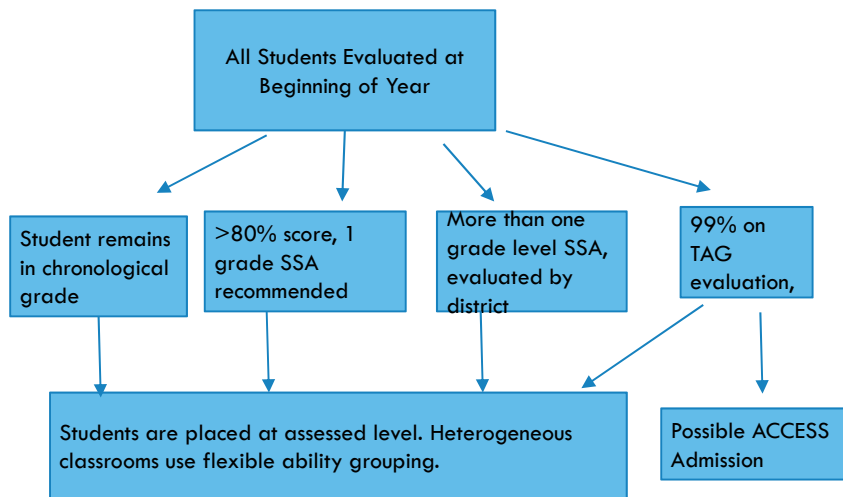 All Students Evaluated at
Beginning of Year
Student remains
in chronological
grade
>80% score, 1
grade SSA
recommended
More than one
grade level SSA,
evaluated by
district
99% on
TAG
evaluation,
Students are placed at assessed level. Heterogeneous
classrooms use flexible ability grouping.
Possible ACCESS
Admission